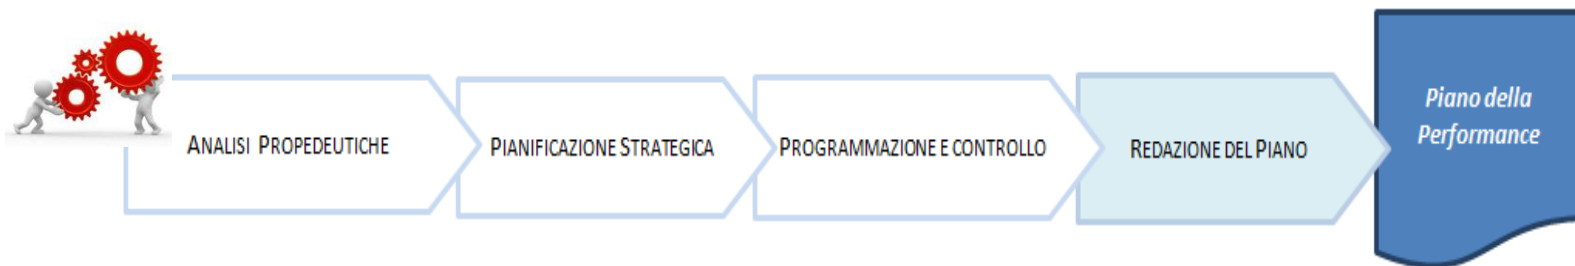 ANALISI PROPEDEUTICHE
PIANIFICAZIONE STRATEGICA
PROGRAMMAZIONE E CONTROLLO
REDAZIONE DEL PIANO
Piano della
Performance